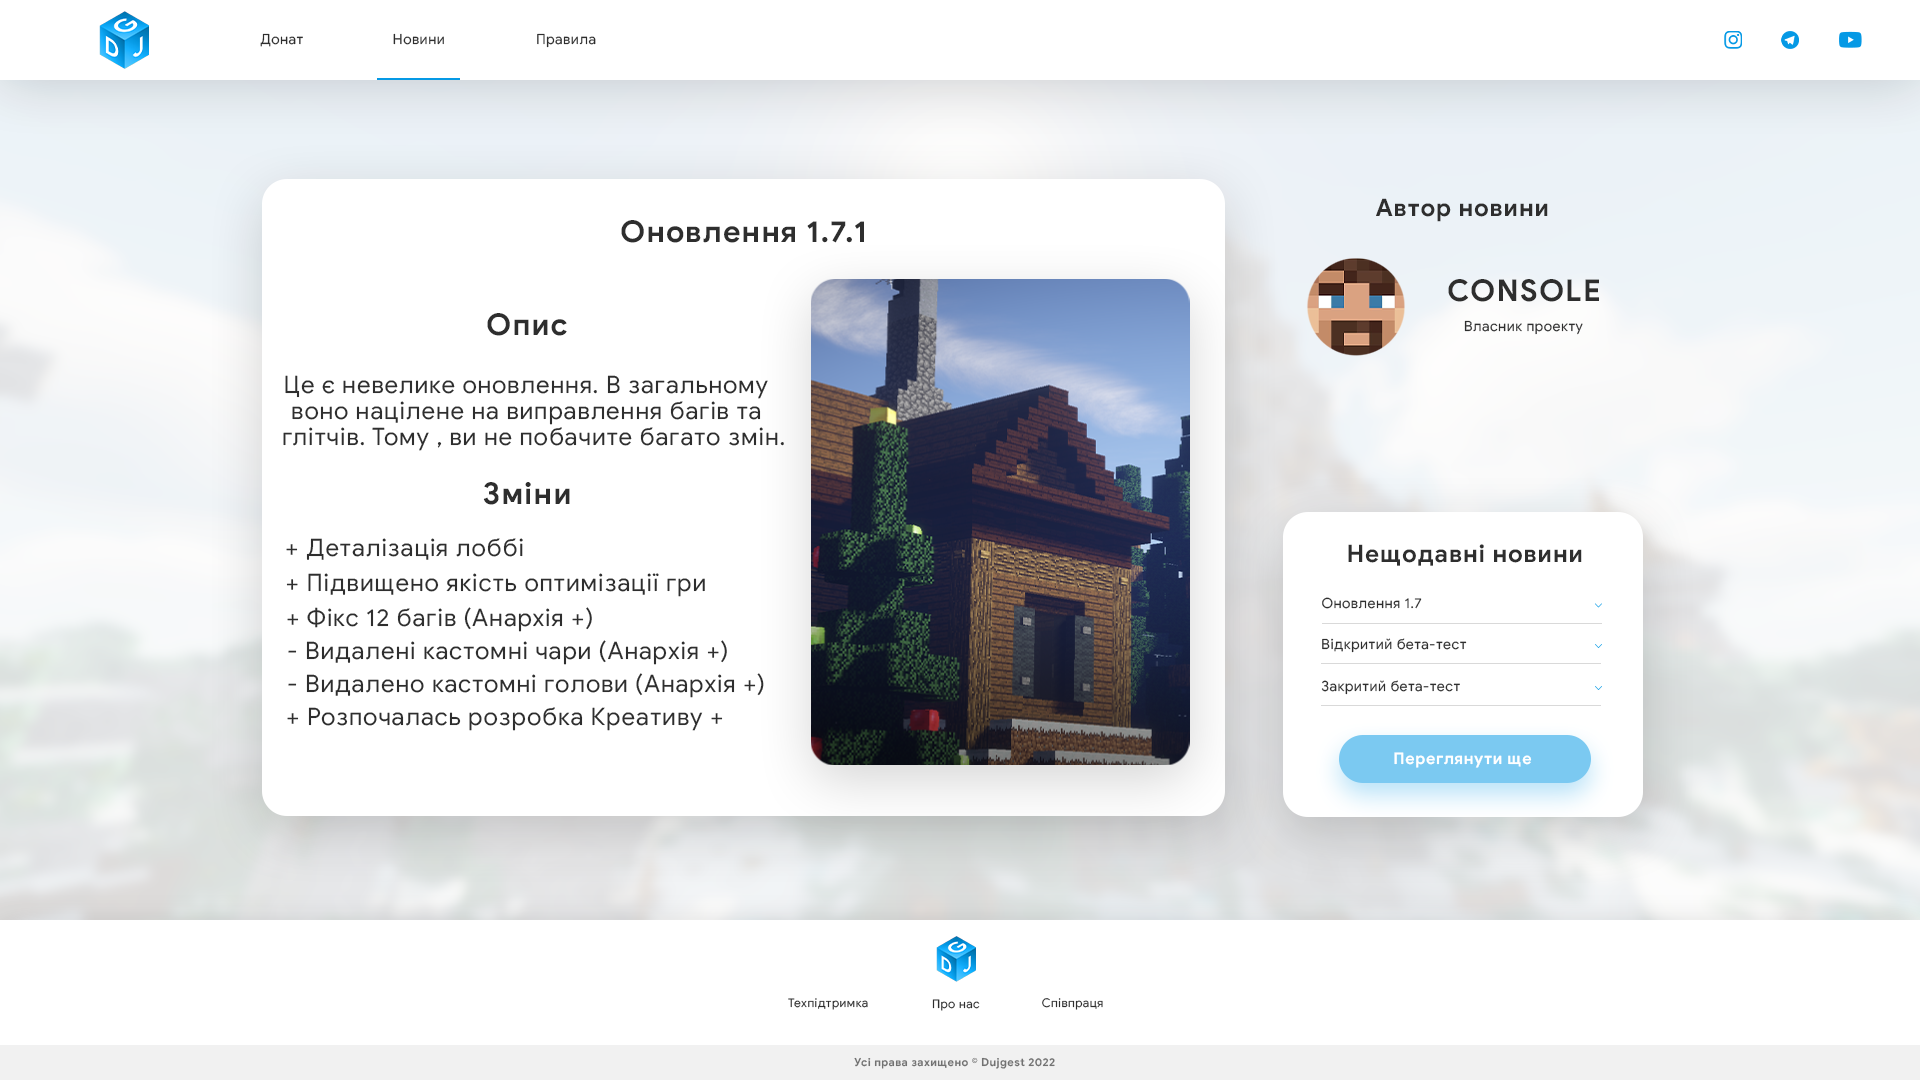 G
D J
Донат
Новини
Правила
Оновлення 1.7.1
Опис
Це є невелике оновлення. В загальному
воно націлене на виправлення багів та
глітчів. Тому , ви не побачите багато змін.
Зміни
+ Деталізація лоббі
+ Підвищено якість оптимізації гри
+ Фікс 12 багів (Анархія +)
- Видалені кастомні чари (Анархія +)
- Видалено кастомні голови (Анархія +)
+ Розпочалась розробка Креативу +
Автор новини
CONSOLE
Власник проекту
Нещодавні новини
Оновлення 1.7
Відкритий бета-тест
Закритий бета-тест
Переглянути ще
G
D J
Техпідтримка
Про нас
Співпраця
Усі права захищено © Dujgest 2022